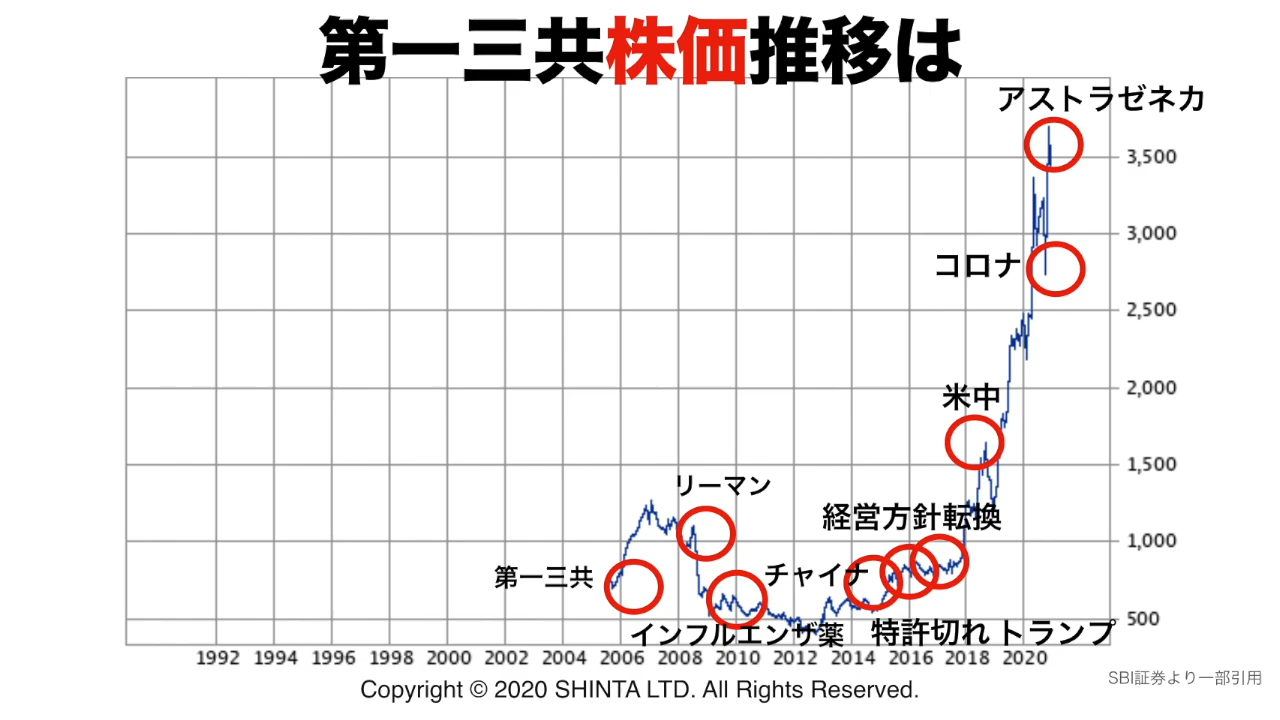 第一三共株価推移は
アストラゼネカ
3,500
3,000
コロナ
2,500
米中
2,000
リーマン
1,500
経営方針転換
1,000
第一三共
チャイナ
500
インフルエンザ薬
特許切れ トランプ
1992 1994 1996 1998 2000 2002 2004 2006 2008 2010 2012 2014 2016 2018 2020
SBI証券より一部引用
Copyright © 2020 SHINTA LTD. All Rights Reserved.